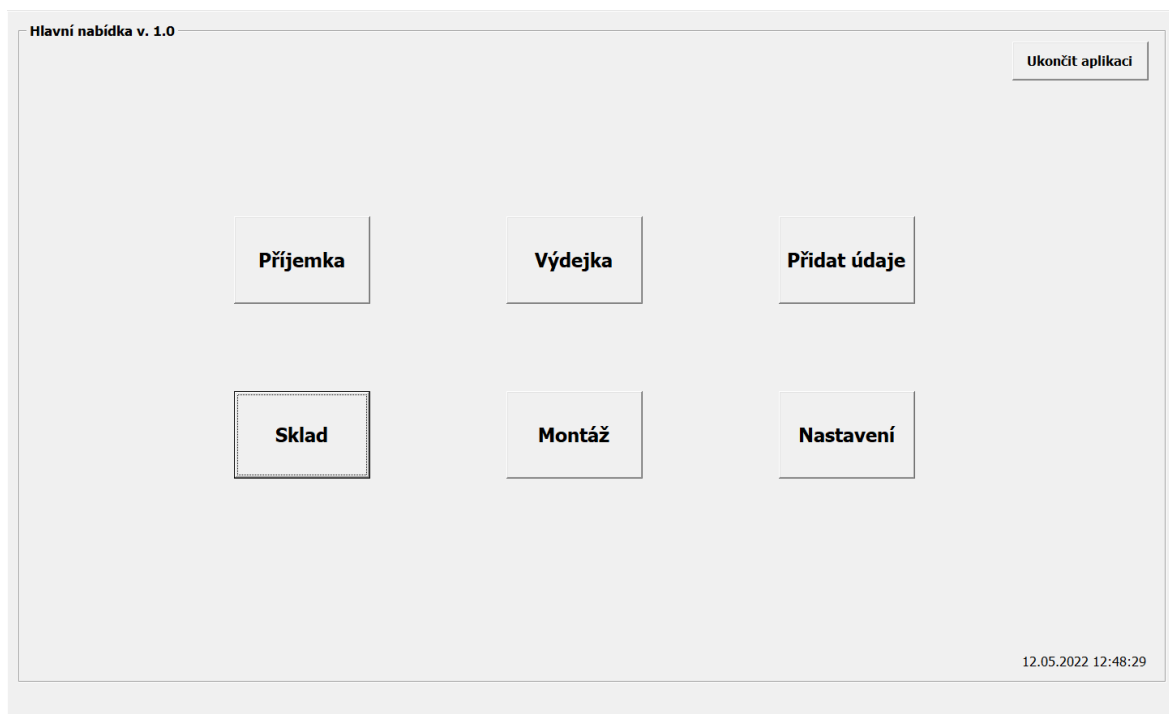 Hlavní nabídka v. 1.0
Ukončit aplikaci
Příjemka
Výdejka
Přidat údaje
Sklad
Montáž
Nastavení
12.05.2022 12:48:29